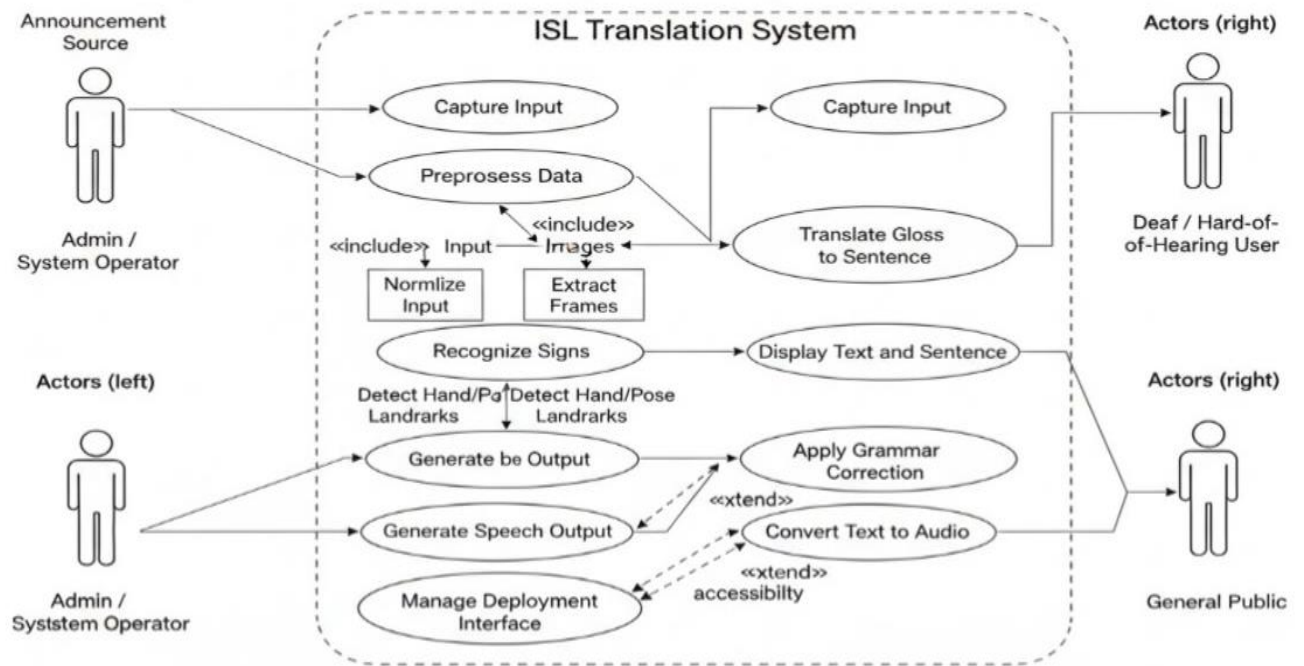 Announcement
Source
ISL Translation System
Actors (right)
Capture Input
Capture Input
Preprosess Data
«include»
«include» Input Images
Translate Gloss
to Sentence
Admin /
System Operator
Deaf / Hard-of-
of-Hearing User
Normlize
Input
Extract
Frames
Recognize Signs
Display Text and Sentence
Actors (left)
Actors (right)
Detect Hand/Pa Detect Hand/Pose
Landrarks Landrarks
Generate be Output
Apply Grammar
Correction
«xtend»
Generate Speech Output
Convert Text to Audio
«xtend»
accessibilty
Manage Deployment
Interface
Admin /
Syststem Operator
General Public